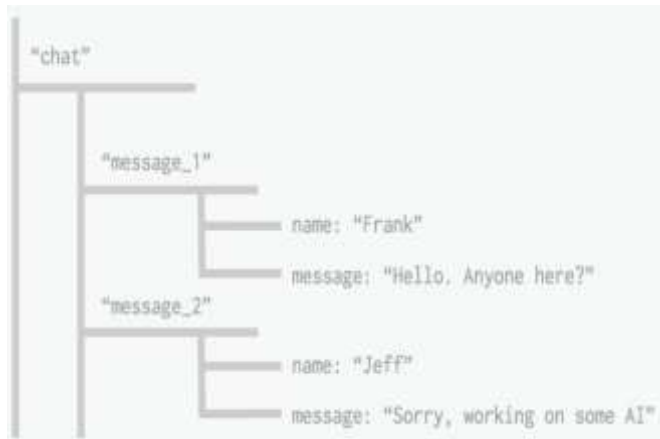 “chat”
“message_1”
name: “Frank”
message: “Hello. Anyone here?”
“message_2”
name: “Jeff”
message: “Sorry, working on some AI”